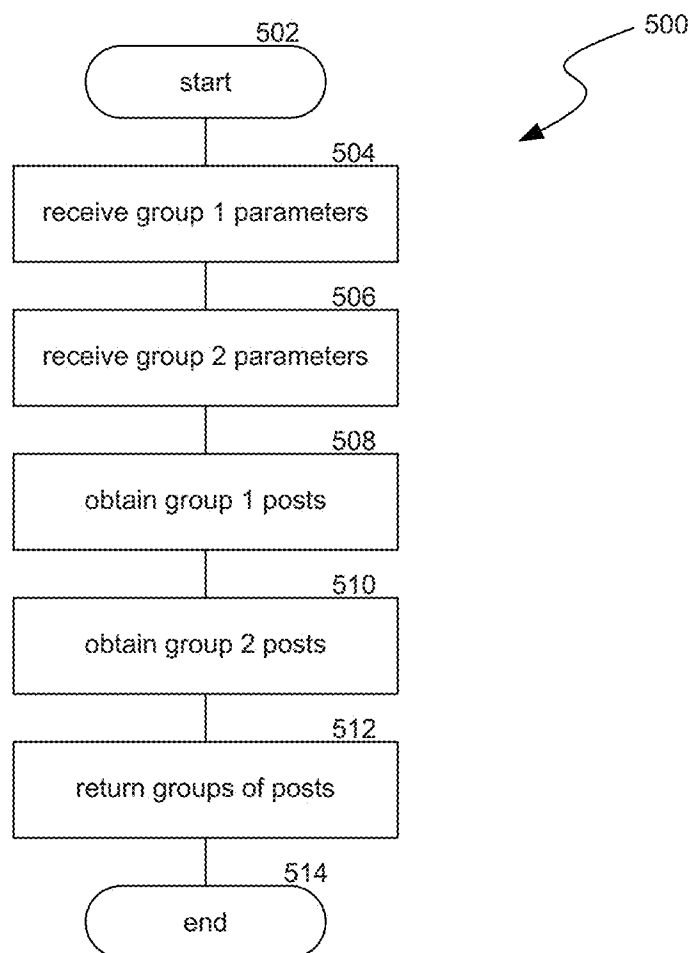 500
502
start
504
receive group 1 parameters
506
receive group 2 parameters
508
obtain group 1 posts
510
obtain group 2 posts
512
return groups of posts
514
end